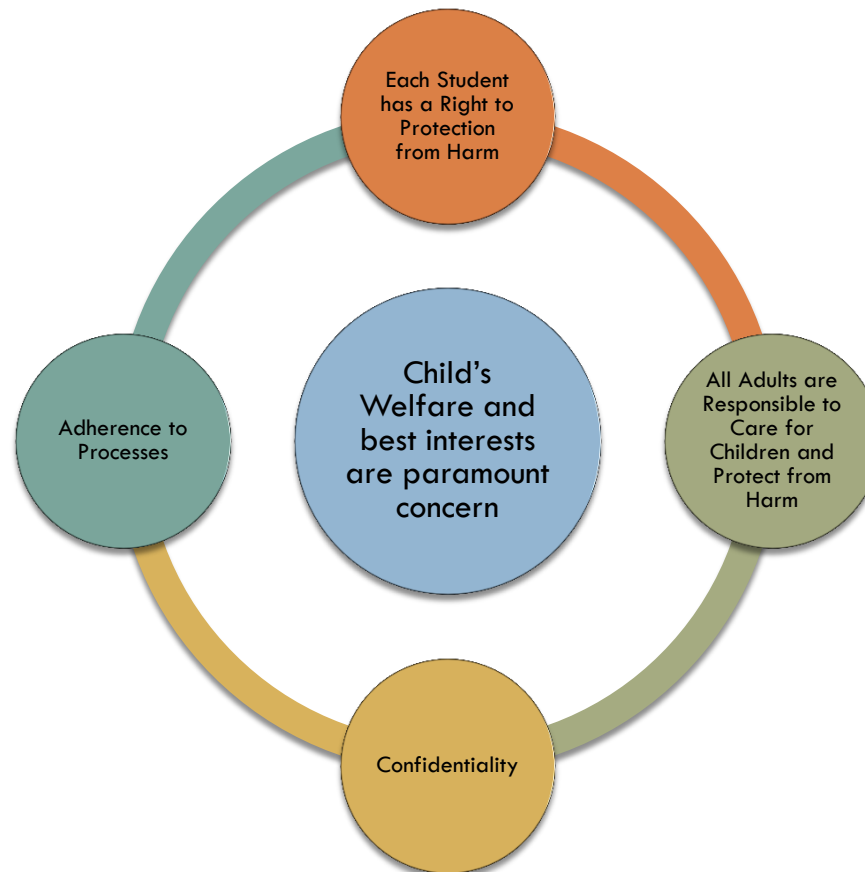 Each Student
has a Right to
Protection
from Harm
Child's
Welfare and
best interests
are paramount
concern
All Adults are
Responsible to
Care for
Children and
Protect from
Harm
Adherence to
Processes
Confidentiality